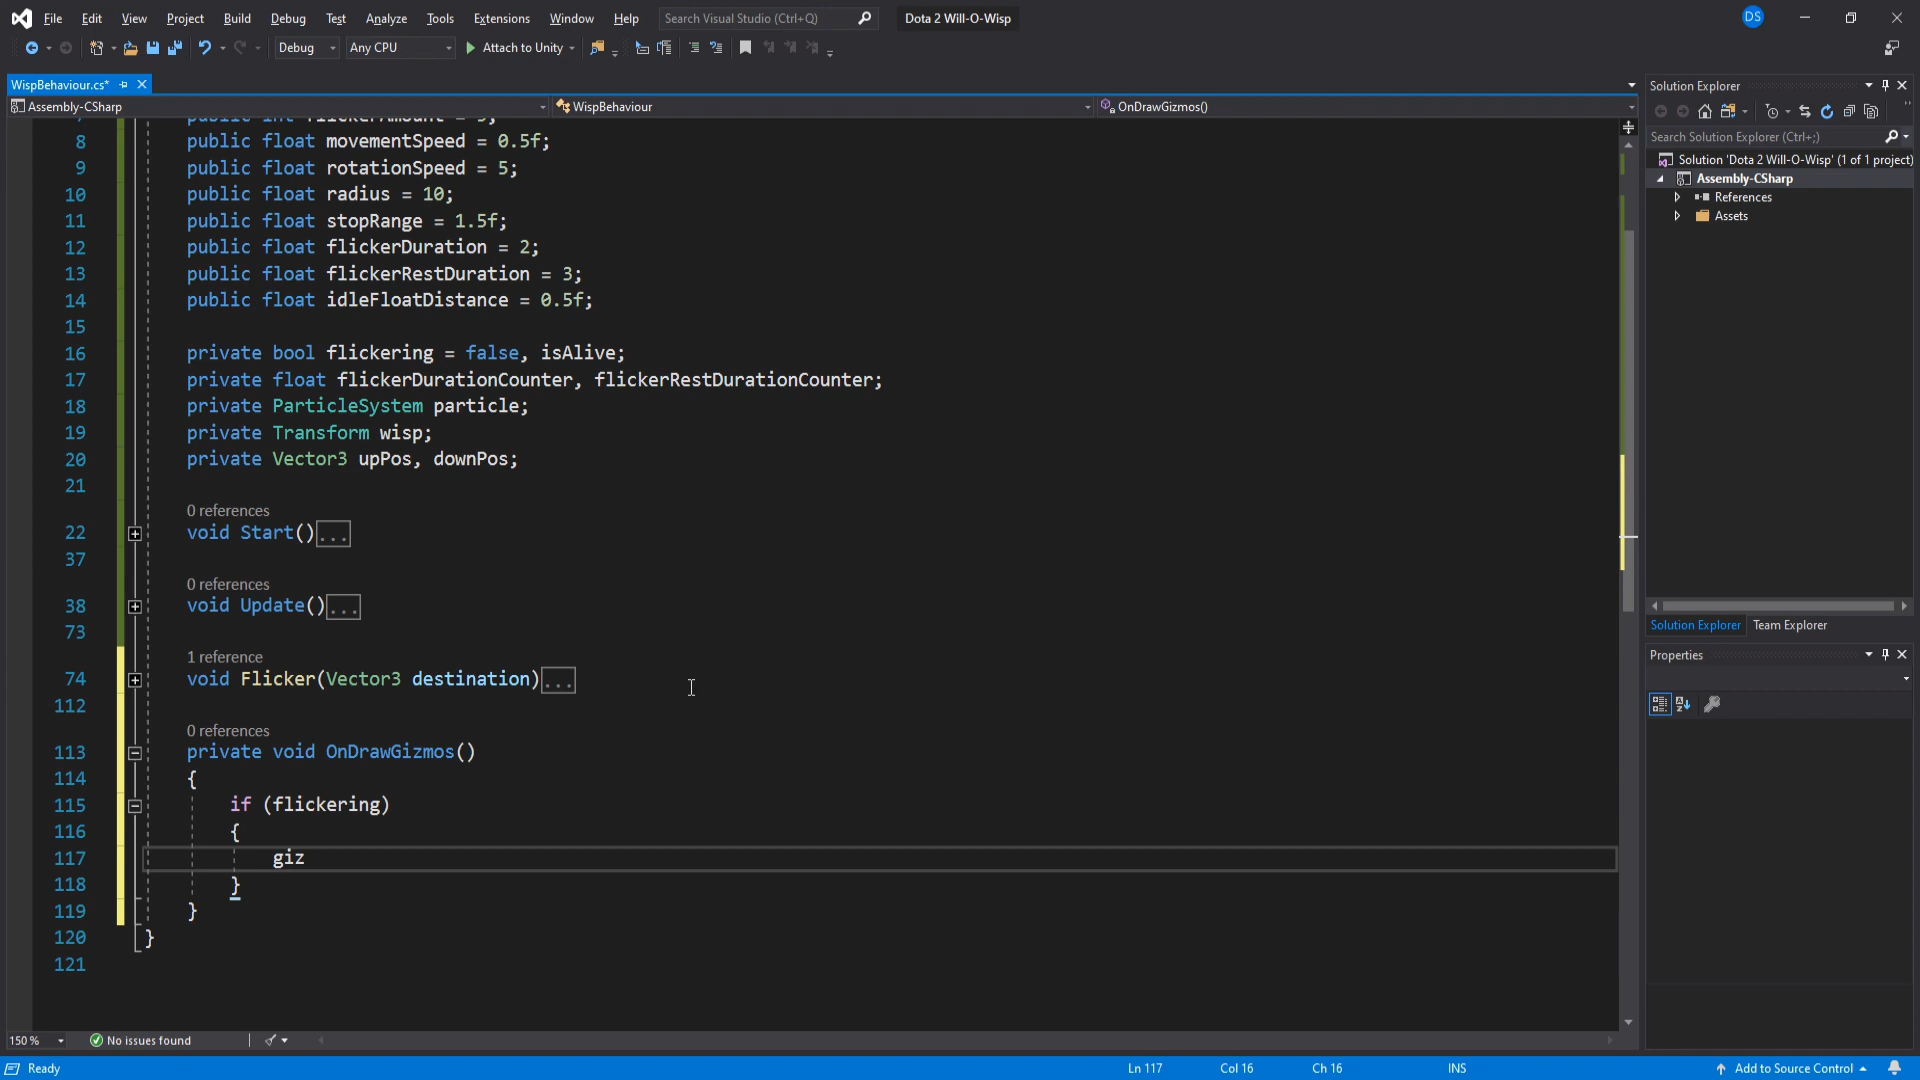 File Edit View Project Build Debug Test Analyze Tools Extensions Window Help Search Visual Studio (Ctrl+Q) Dota 2 Will-O-Wisp DS
Debug Any CPU Attach to Unity
WispBehaviour.cs*
Assembly-CSharp WispBehaviour OnDrawGizmos()
8 public float movementSpeed = 0.5f;
9 public float rotationSpeed = 5;
10 public float radius = 10;
11 public float stopRange = 1.5f;
12 public float flickerDuration = 2;
13 public float flickerRestDuration = 3;
14 public float idleFloatDistance = 0.5f;
15
16 private bool flickering = false, isAlive;
17 private float flickerDurationCounter, flickerRestDurationCounter;
18 private ParticleSystem particle;
19 private Transform wisp;
20 private Vector3 upPos, downPos;
21
0 references
22 void Start()...
37
0 references
38 void Update()...
73
1 reference
74 void Flicker(Vector3 destination)...
112
0 references
113 private void OnDrawGizmos()
114 {
115 if (flickering)
116 {
117 giz
118 }
119 }
120 }
121
150 % No issues found
Ready Ln 117 Col 16 Ch 16 INS Add to Source Control
Solution Explorer
Search Solution Explorer (Ctrl+;)
Solution 'Dota 2 Will-O-Wisp' (1 of 1 project)
Assembly-CSharp
References
Assets
Solution Explorer Team Explorer
Properties